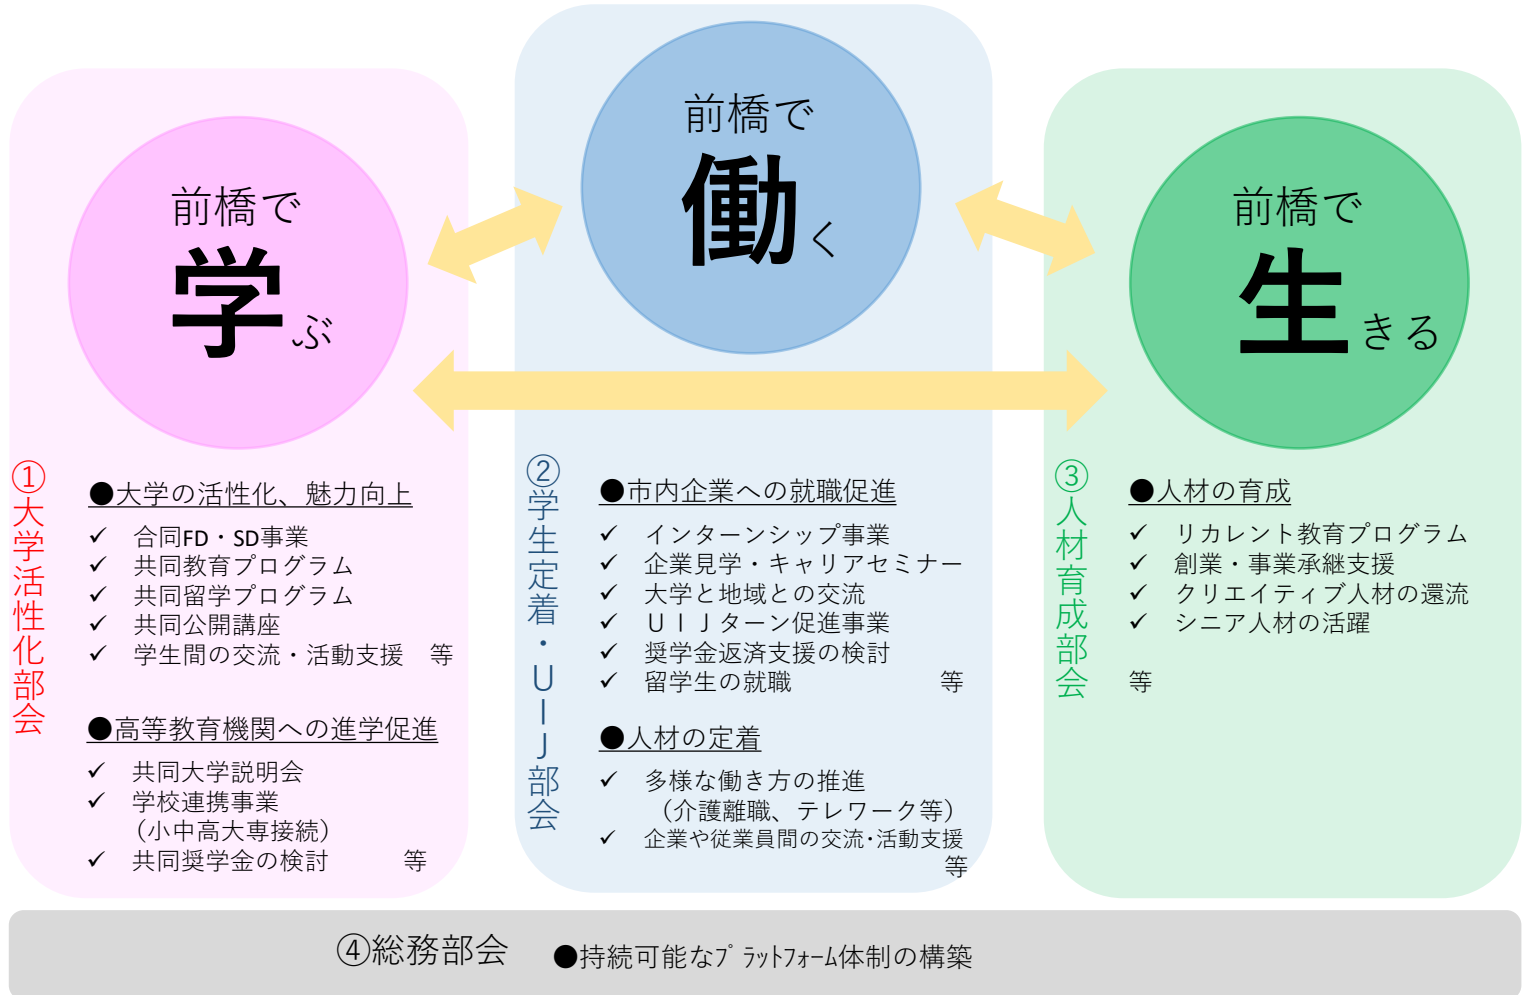 前橋で
学ぶ
①大学活性化部会
●大学の活性化、魅力向上
✓ 合同FD・SD事業
✓ 共同教育プログラム
✓ 共同留学プログラム
✓ 共同公開講座
✓ 学生間の交流・活動支援 等
●高等教育機関への進学促進
✓ 共同大学説明会
✓ 学校連携事業
（小中高大専接続）
✓ 共同奨学金の検討 等
前橋で
働く
②学生定着・ＵＩＪ部会
●市内企業への就職促進
✓ インターンシップ事業
✓ 企業見学・キャリアセミナー
✓ 大学と地域との交流
✓ ＵＩＪターン促進事業
✓ 奨学金返済支援の検討
✓ 留学生の就職 等
●人材の定着
✓ 多様な働き方の推進
（介護離職、テレワーク等）
✓ 企業や従業員間の交流･活動支援
等
前橋で
生きる
③人材育成部会
●人材の育成
✓ リカレント教育プログラム
✓ 創業・事業承継支援
✓ クリエイティブ人材の還流
✓ シニア人材の活躍
等
④総務部会 ●持続可能なﾌﾟﾗｯﾄﾌｫｰﾑ体制の構築